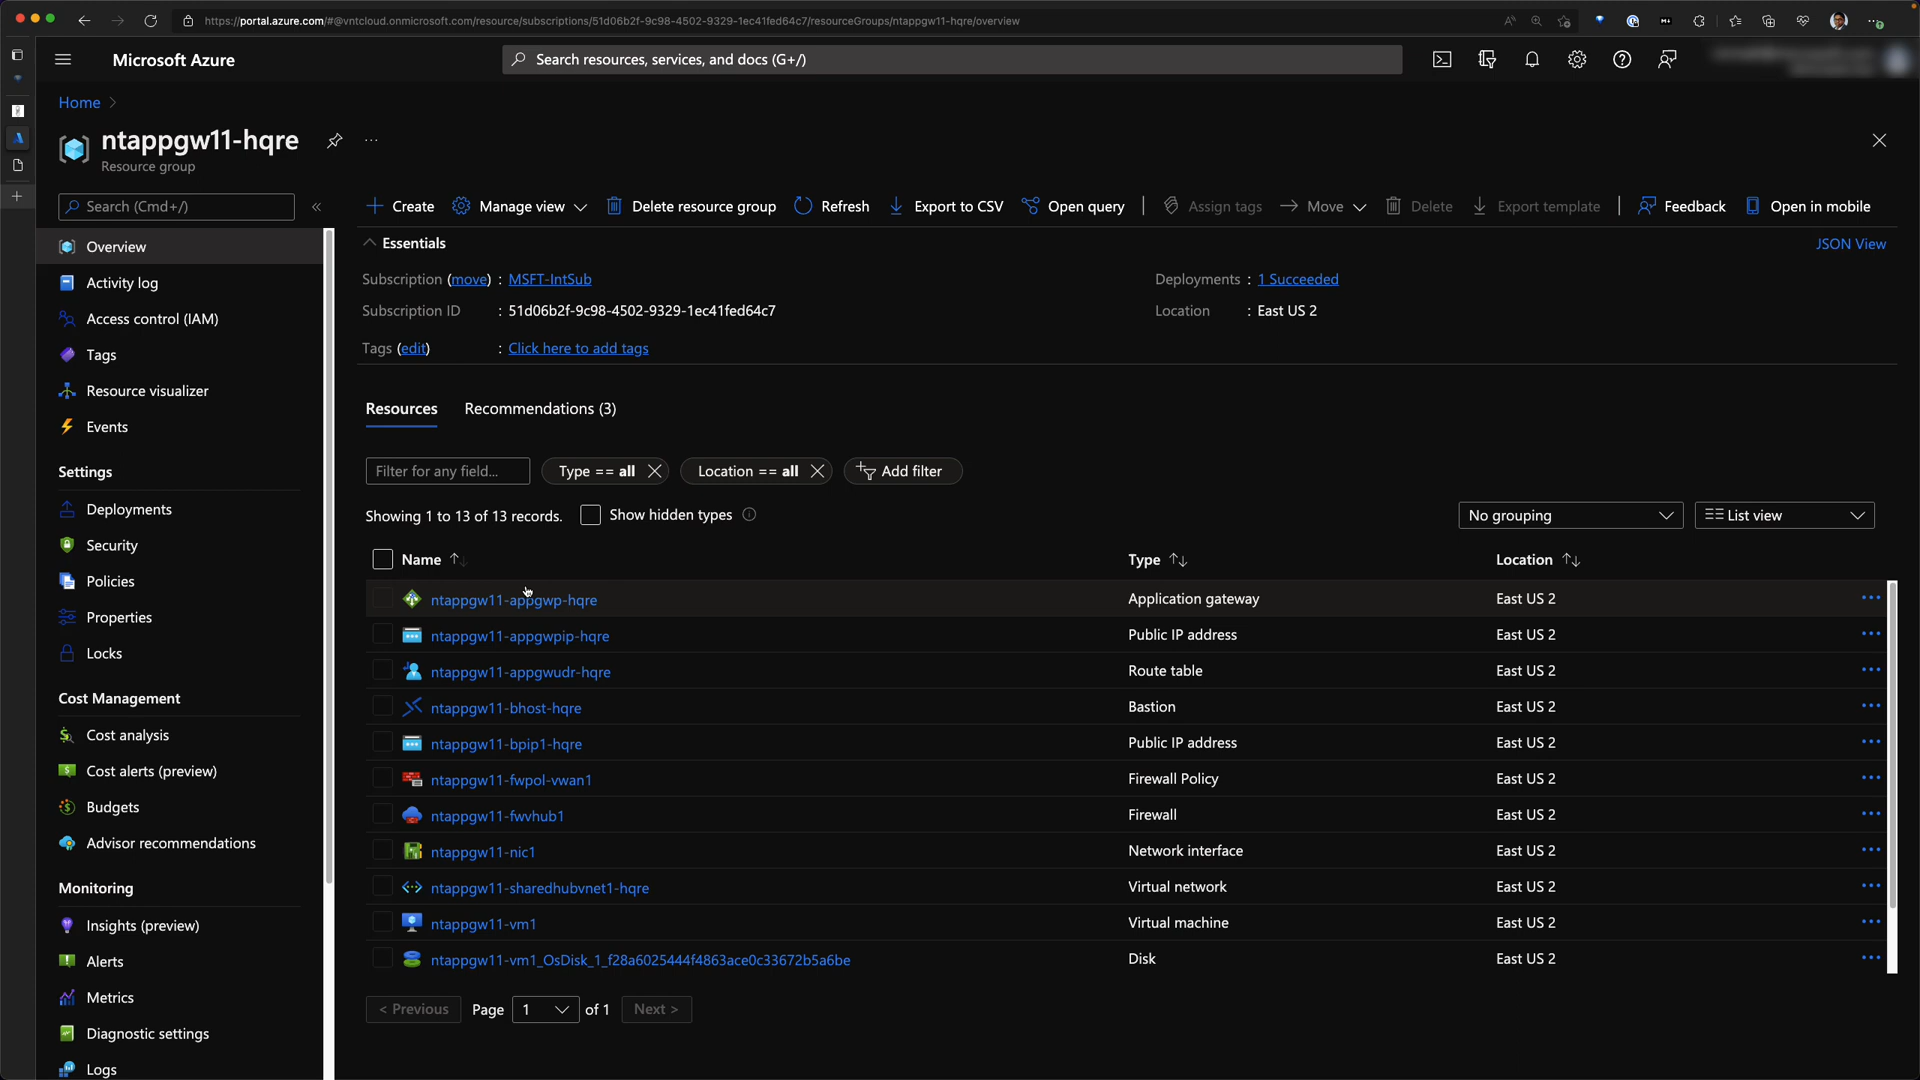 https://portal.azure.com/#@vntcloud.onmicrosoft.com/resource/subscriptions/51d06b2f-9c98-4502-9329-1ec41fed64c7/resourceGroups/ntappgw11-hqre/overview
Microsoft Azure
Search resources, services, and docs (G+/)
Home
ntappgw11-hqre
Resource group
Search (Cmd+/)
Create
Manage view
Delete resource group
Refresh
Export to CSV
Open query
Assign tags
Move
Delete
Export template
Feedback
Open in mobile
Overview
Activity log
Access control (IAM)
Tags
Resource visualizer
Events
Settings
Deployments
Security
Policies
Properties
Locks
Cost Management
Cost analysis
Cost alerts (preview)
Budgets
Advisor recommendations
Monitoring
Insights (preview)
Alerts
Metrics
Diagnostic settings
Logs
Essentials
JSON View
Subscription (move) : MSFT-IntSub
Deployments : 1 Succeeded
Subscription ID : 51d06b2f-9c98-4502-9329-1ec41fed64c7
Location : East US 2
Tags (edit) : Click here to add tags
Resources Recommendations (3)
Filter for any field...
Type == all
Location == all
Add filter
Showing 1 to 13 of 13 records.
Show hidden types
No grouping
List view
Name Type Location
ntappgw11-appgwp-hqre Application gateway East US 2
ntappgw11-appgwpip-hqre Public IP address East US 2
ntappgw11-appgwudr-hqre Route table East US 2
ntappgw11-bhost-hqre Bastion East US 2
ntappgw11-bpip1-hqre Public IP address East US 2
ntappgw11-fwpol-vwan1 Firewall Policy East US 2
ntappgw11-fwvhub1 Firewall East US 2
ntappgw11-nic1 Network interface East US 2
ntappgw11-sharedhubvnet1-hqre Virtual network East US 2
ntappgw11-vm1 Virtual machine East US 2
ntappgw11-vm1_OsDisk_1_f28a6025444f4863ace0c33672b5a6be Disk East US 2
< Previous Page 1 of 1 Next >